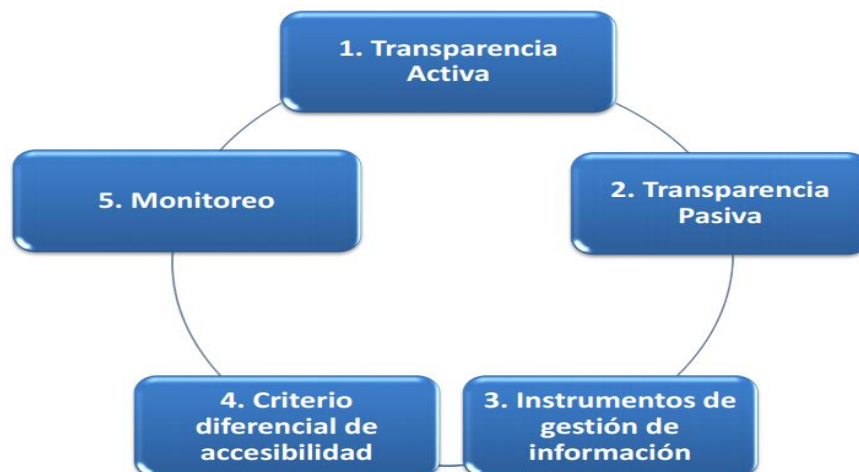 1. Transparencia
Activa
2. Transparencia
Pasiva
3. Instrumentos de
gestión de
información
4. Criterio
diferencial de
accesibilidad
5. Monitoreo